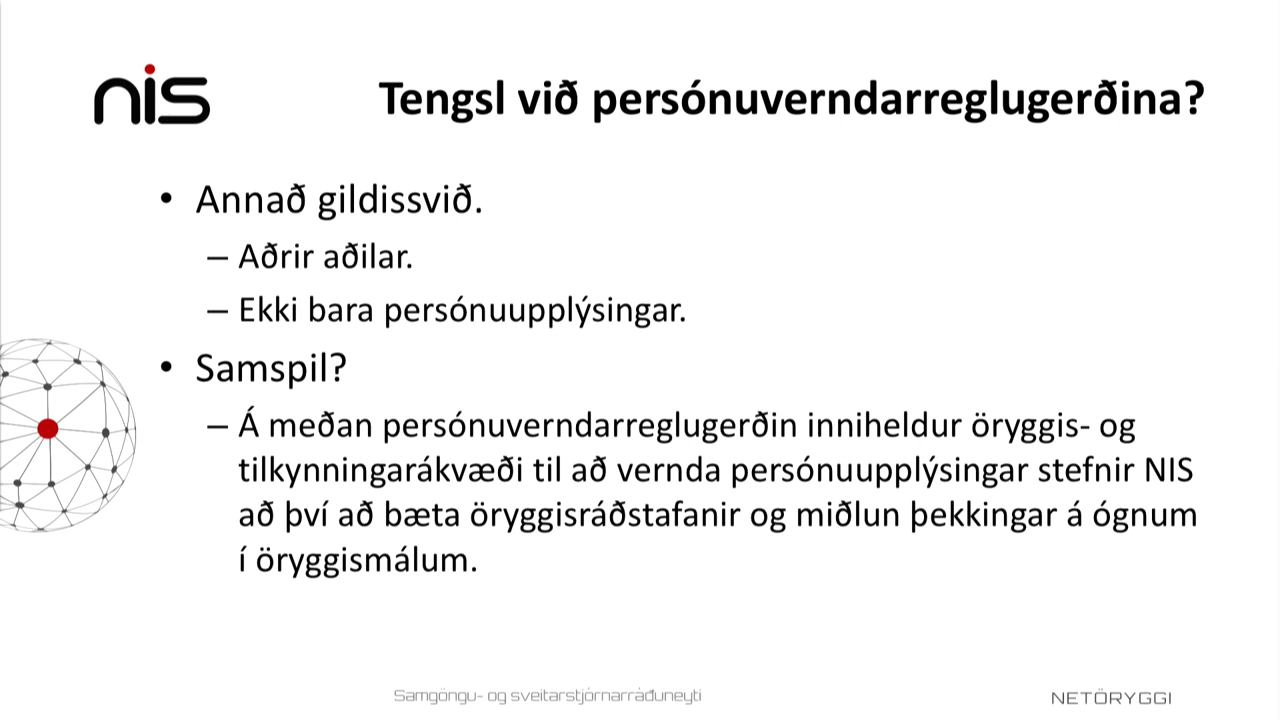 nis
Tengsl við persónuverndarreglugerðina?
• Annað gildissvið.
– Aðrir aðilar.
– Ekki bara persónuupplýsingar.
• Samspil?
– Á meðan persónuverndarreglugerðin inniheldur öryggis- og
tilkynningarákvæði til að vernda persónuupplýsingar stefnir NIS
að því að bæta öryggisráðstafanir og miðlun þekkingar á ógnum
í öryggismálum.
Samgöngu- og sveitarstjórnarráðuneyti
NETÖRYGGI